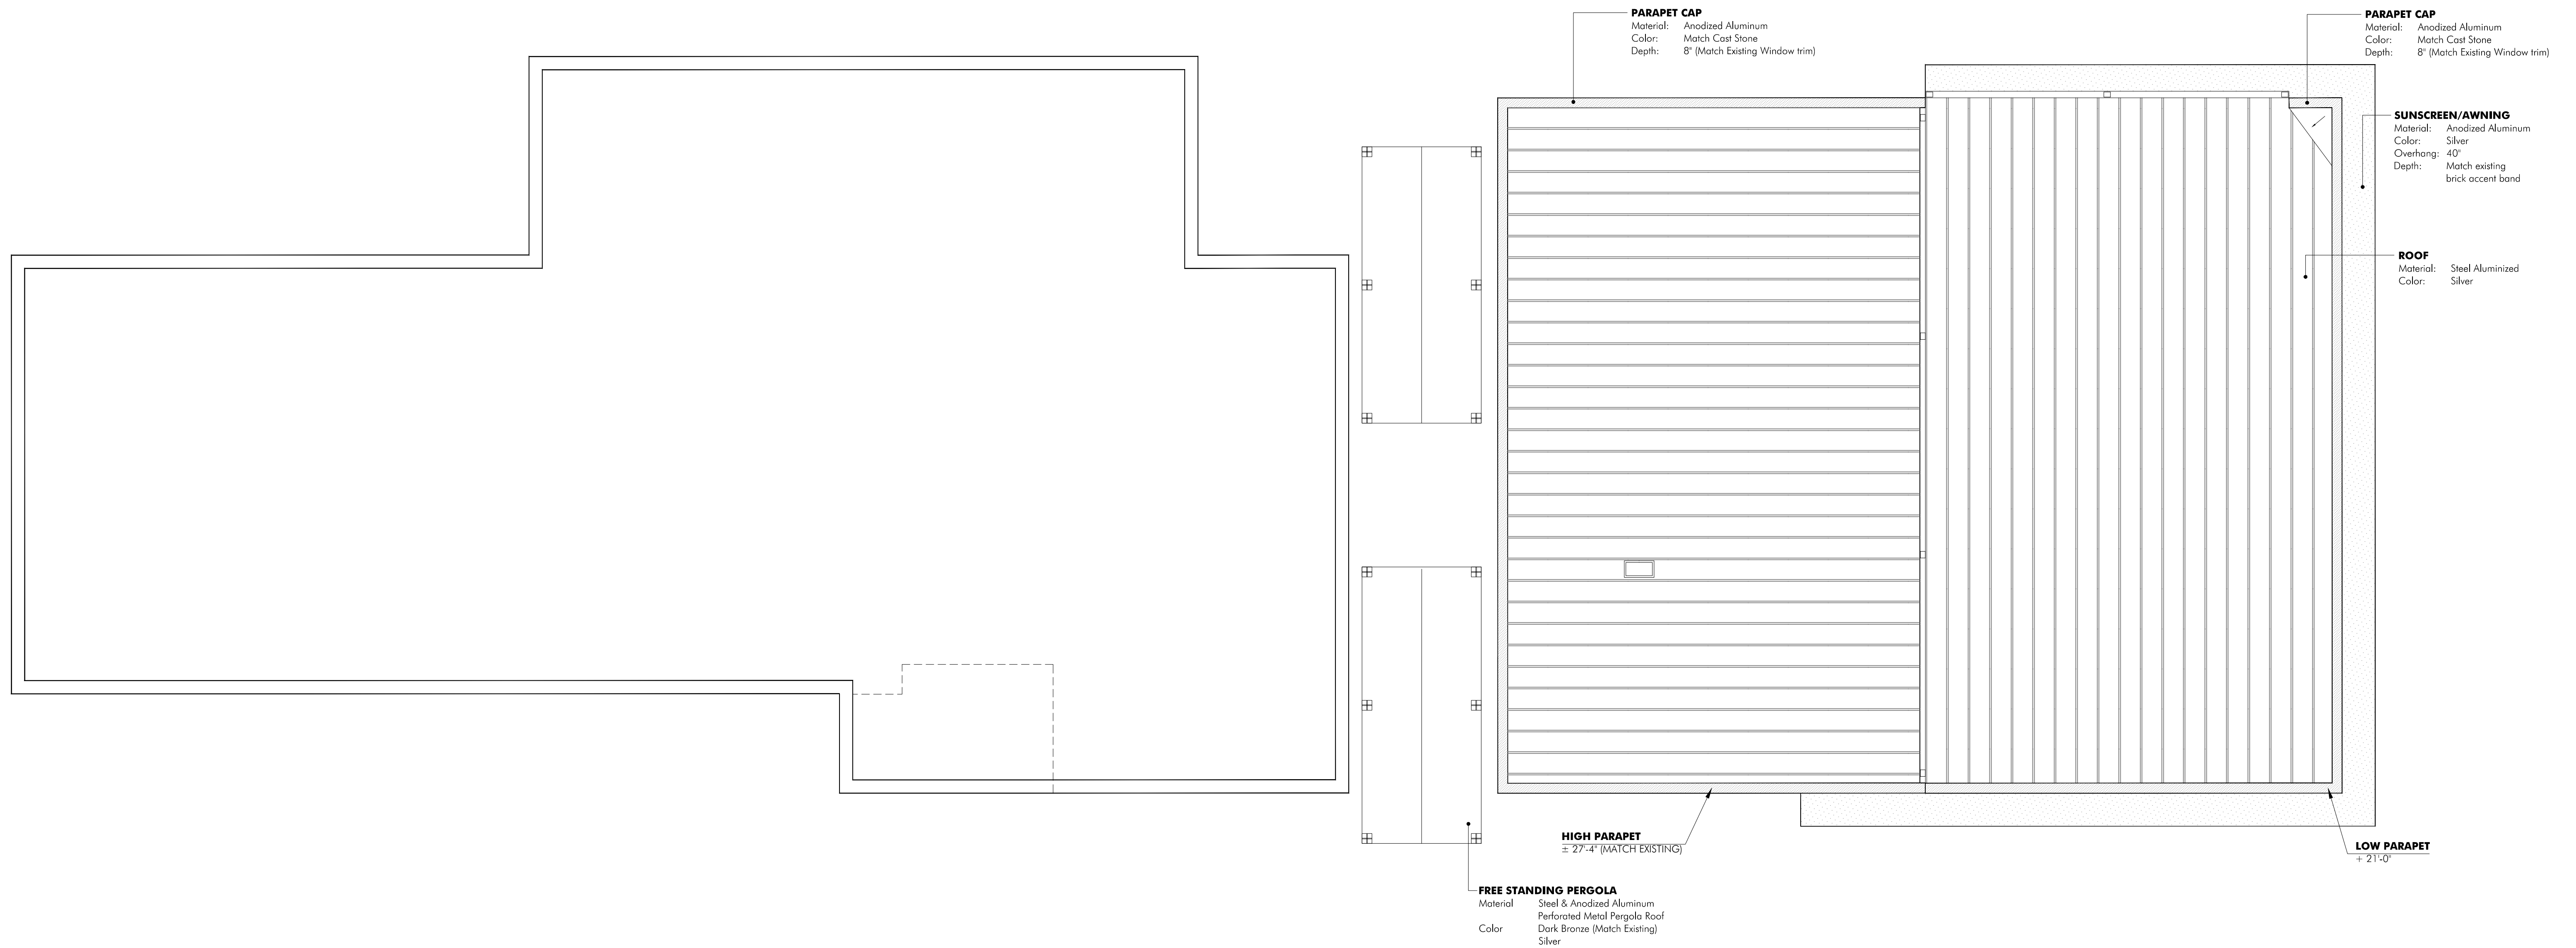 PARAPET CAP
Material: Anodized Aluminum
Color: Match Cast Stone
Depth: 8" (Match Existing Window trim)
PARAPET CAP
Material: Anodized Aluminum
Color: Match Cast Stone
Depth: 8" (Match Existing Window trim)
SUNSCREEN/AWNING
Material: Anodized Aluminum
Color: Silver
Overhang: 40"
Depth: Match existing
brick accent band
ROOF
Material: Steel Aluminized
Color: Silver
HIGH PARAPET
± 27'-4" (MATCH EXISTING)
LOW PARAPET
+ 21'-0"
FREE STANDING PERGOLA
Material Steel & Anodized Aluminum
Perforated Metal Pergola Roof
Color Dark Bronze (Match Existing)
Silver